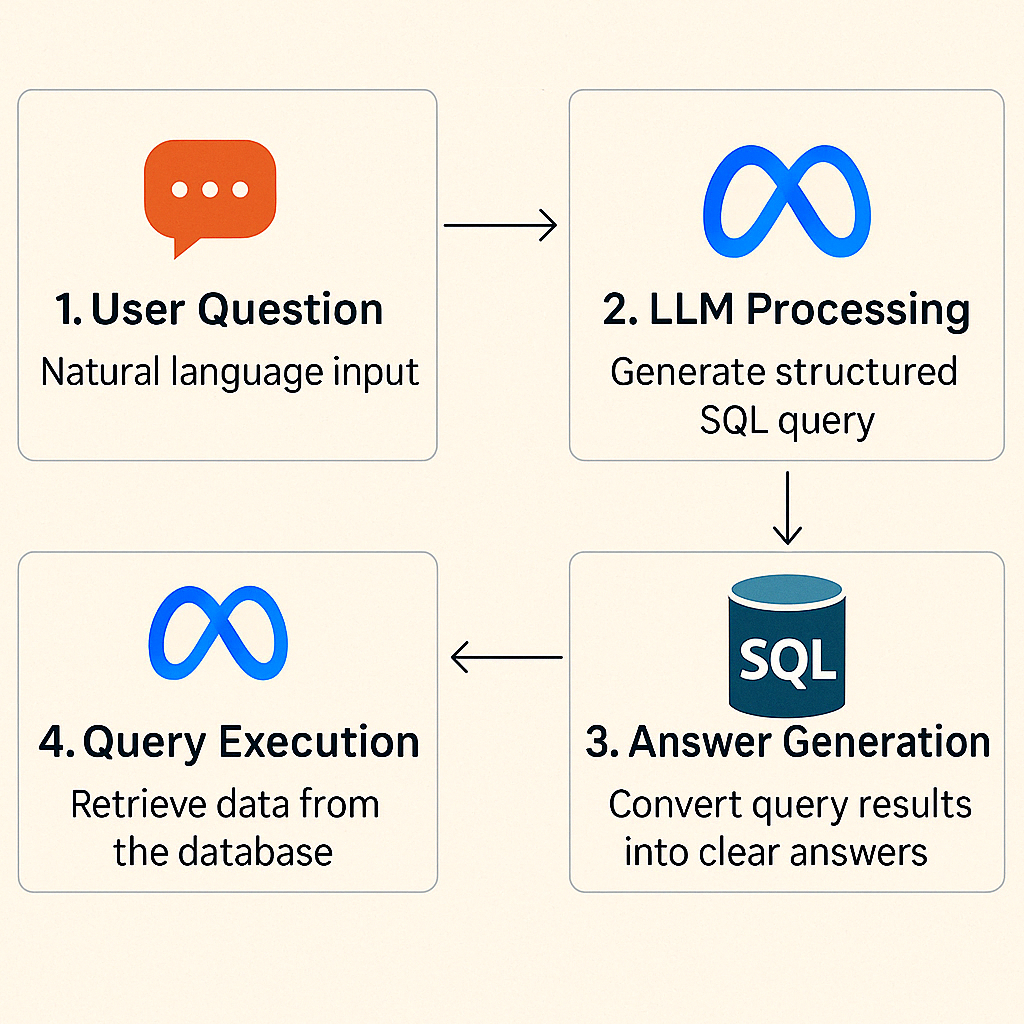 1. User Question
Natural language input
2. LLM Processing
Generate structured
SQL query
SQL
3. Answer Generation
Convert query results
into clear answers
4. Query Execution
Retrieve data from
the database